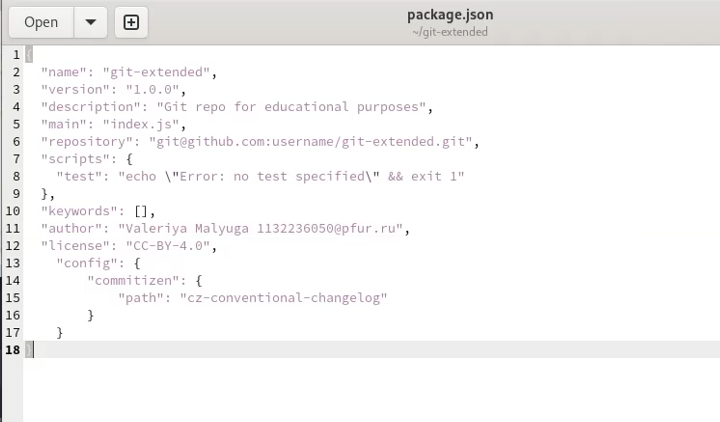 Open
package.json
~/git-extended
1 {
2 "name": "git-extended",
3 "version": "1.0.0",
4 "description": "Git repo for educational purposes",
5 "main": "index.js",
6 "repository": "git@github.com:username/git-extended.git",
7 "scripts": {
8 "test": "echo \"Error: no test specified\" && exit 1"
9 },
10 "keywords": [],
11 "author": "Valeriya Malyuga 1132236050@pfur.ru",
12 "license": "CC-BY-4.0",
13 "config": {
14 "commitizen": {
15 "path": "cz-conventional-changelog"
16 }
17 }
18 }